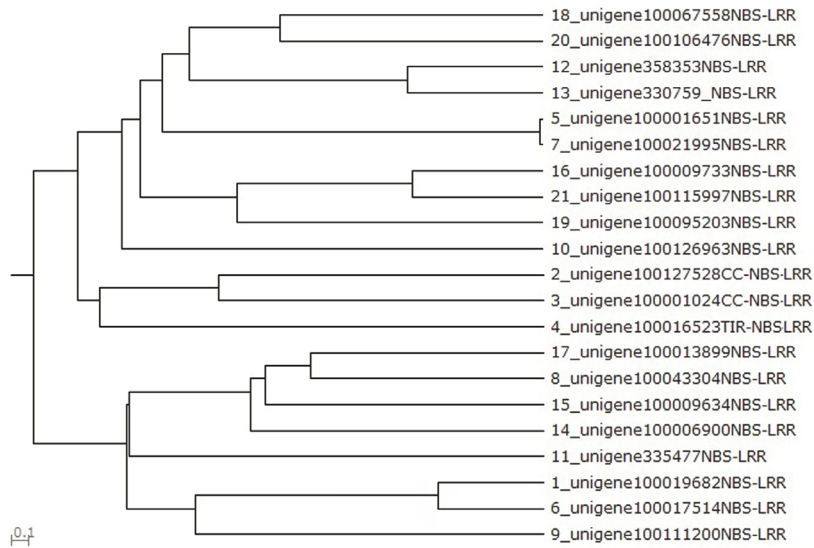 18_unigene100067558NBS-LRR
20_unigene100106476NBS-LRR
12_unigene358353NBS-LRR
13_unigene330759_NBS-LRR
5_unigene100001651NBS-LRR
7_unigene100021995NBS-LRR
16_unigene100009733NBS-LRR
21_unigene100115997NBS-LRR
19_unigene100095203NBS-LRR
10_unigene100126963NBS-LRR
2_unigene100127528CC-NBS-LRR
3_unigene100001024CC-NBS-LRR
4_unigene100016523TIR-NBS-LRR
17_unigene100013899NBS-LRR
8_unigene100043304NBS-LRR
15_unigene100009634NBS-LRR
14_unigene100006900NBS-LRR
11_unigene335477NBS-LRR
1_unigene100019682NBS-LRR
6_unigene100017514NBS-LRR
9_unigene100111200NBS-LRR
0.1